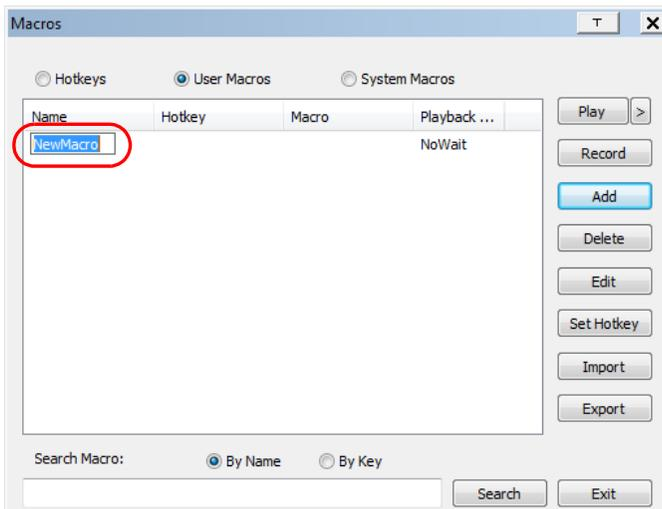 Macros T X
Hotkeys User Macros System Macros
Name Hotkey Macro Playback ... Play >
NewMacro NoWait
Record
Add
Delete
Edit
Set Hotkey
Import
Export
Search Macro: By Name By Key
Search Exit